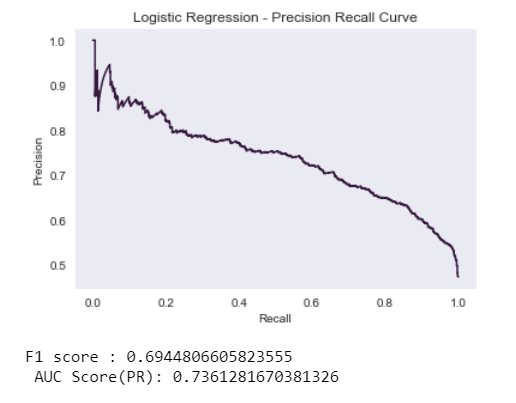 Logistic Regression - Precision Recall Curve
1.0
0.9
0.8
0.7
0.6
0.5
Precision
0.0 0.2 0.4 0.6 0.8 1.0
Recall
F1 score : 0.6944806605823555
AUC Score(PR): 0.7361281670381326